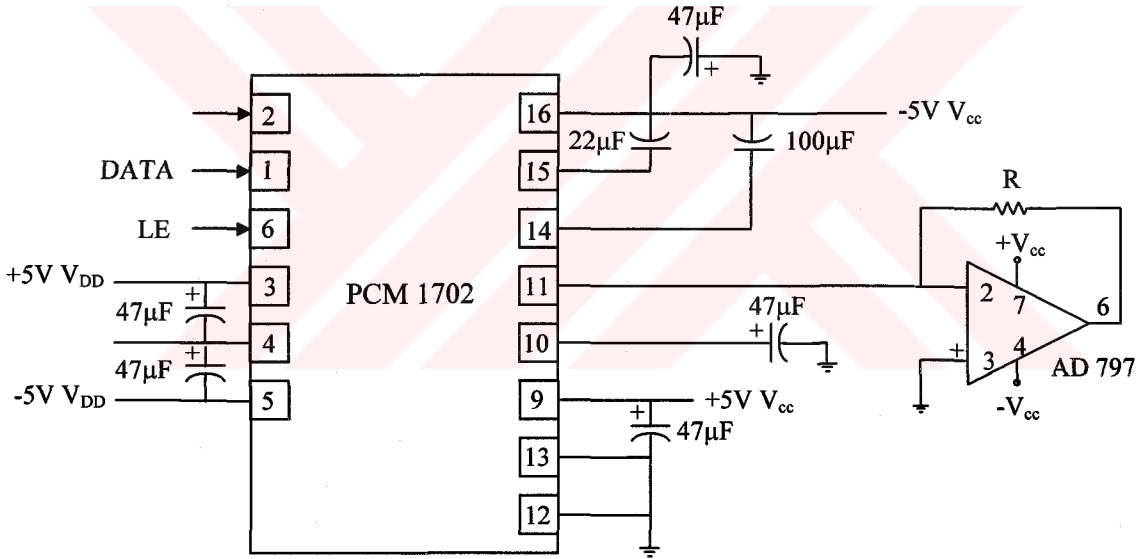 47µF
+
2
16
-5V Vcc
22µF
100µF
DATA
1
15
R
LE
6
14
+Vcc
+5V VDD
3
PCM 1702
11
2
7
6
+
47µF
47µF
+
4
10
+
3
4
AD 797
+
47µF
-Vcc
-5V VDD
5
9
+5V Vcc
+
47µF
13
12